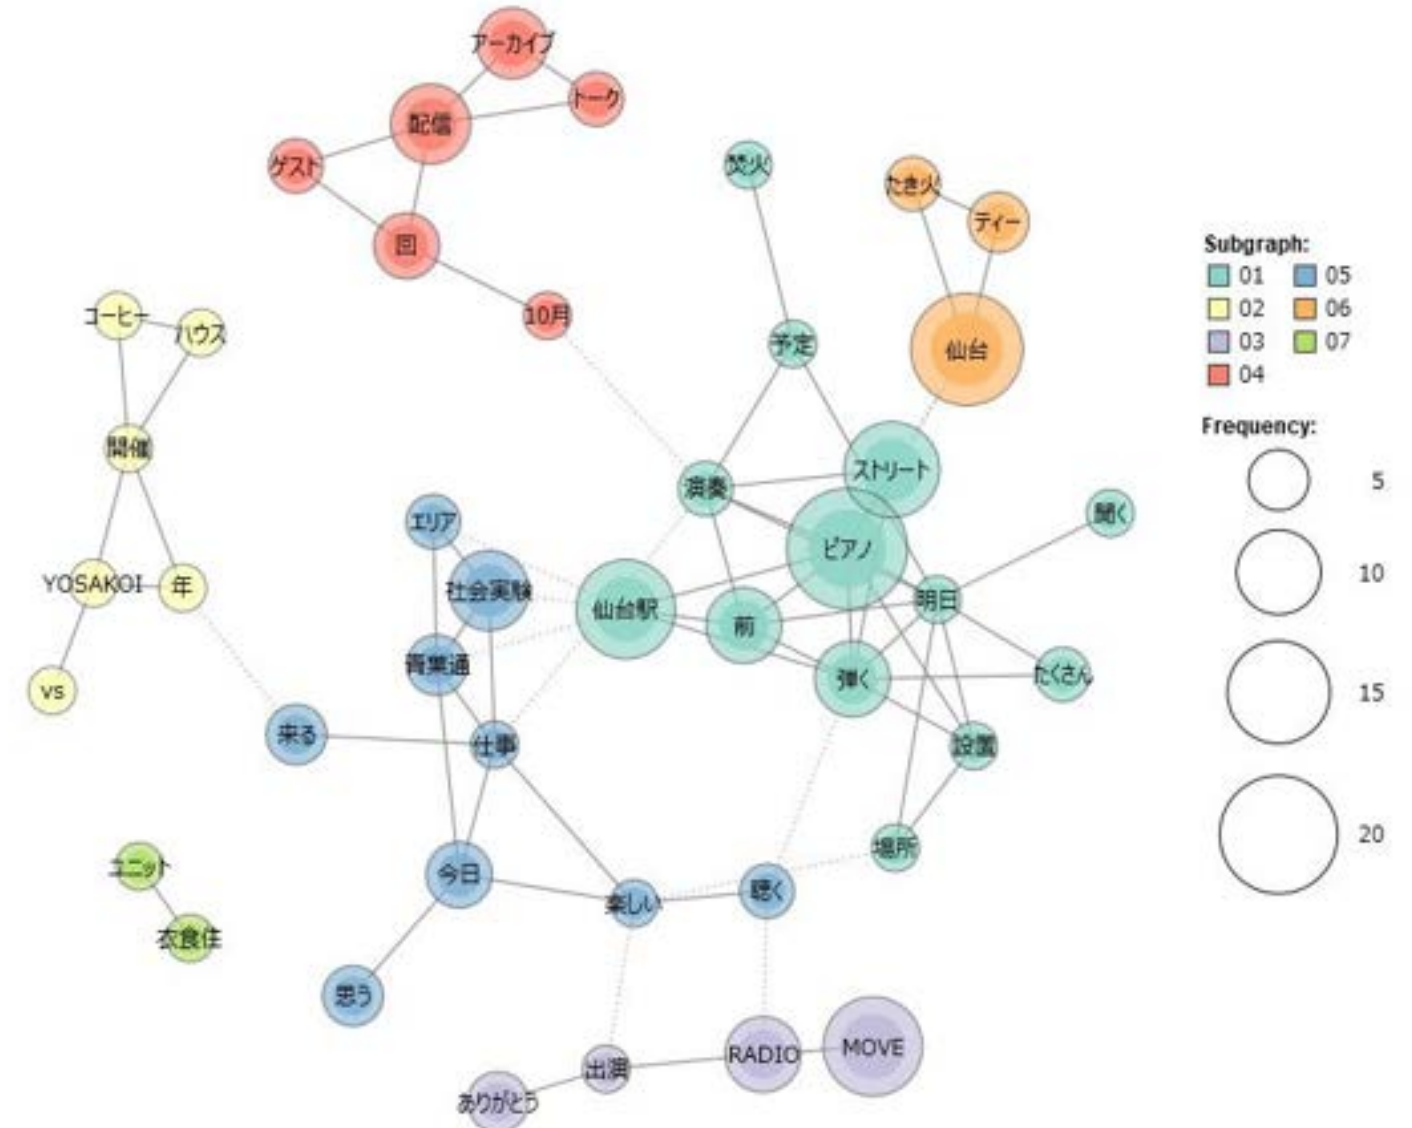 アーカイブ
トーク
配信
ゲスト
回
10月
焚火
たき火
ティー
予定
仙台
コーヒー
ハウス
開催
YOSAKOI
年
vs
ストリート
演奏
ピアノ
聞く
エリア
社会実験
仙台駅
前
明日
青葉通
弾く
たくさん
来る
仕事
設置
場所
ユニット
衣食住
今日
楽しい
聴く
思う
RADIO
MOVE
出演
ありがとう
Subgraph:
01 05
02 06
03 07
04
Frequency:
5
10
15
20